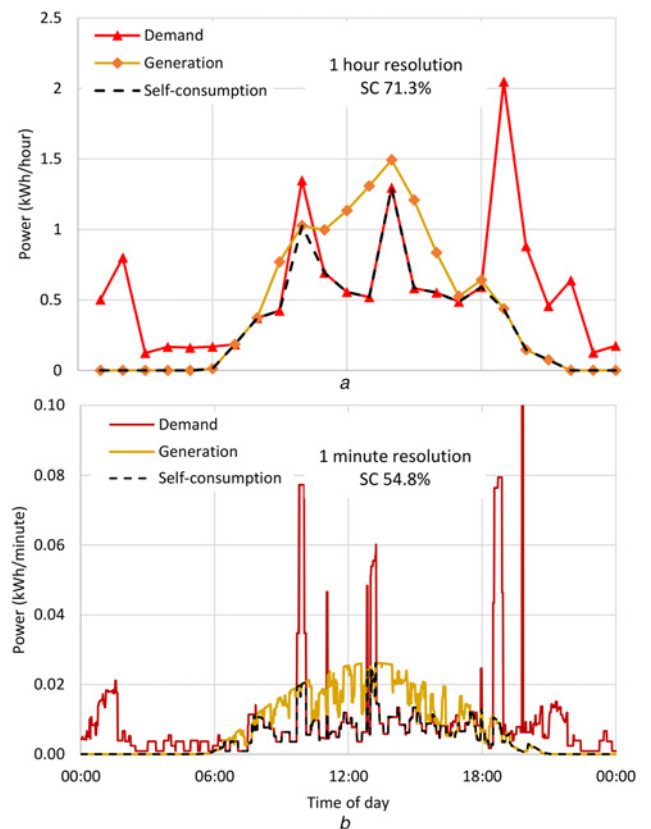 2.5
Demand
Generation
Self-consumption
1 hour resolution
SC 71.3%
2
1.5
1
0.5
0
Power (kWh/hour)
a
0.10
Demand
Generation
Self-consumption
1 minute resolution
SC 54.8%
0.08
0.06
0.04
0.02
0.00
Power (kWh/minute)
00:00 06:00 12:00 18:00 00:00
Time of day
b